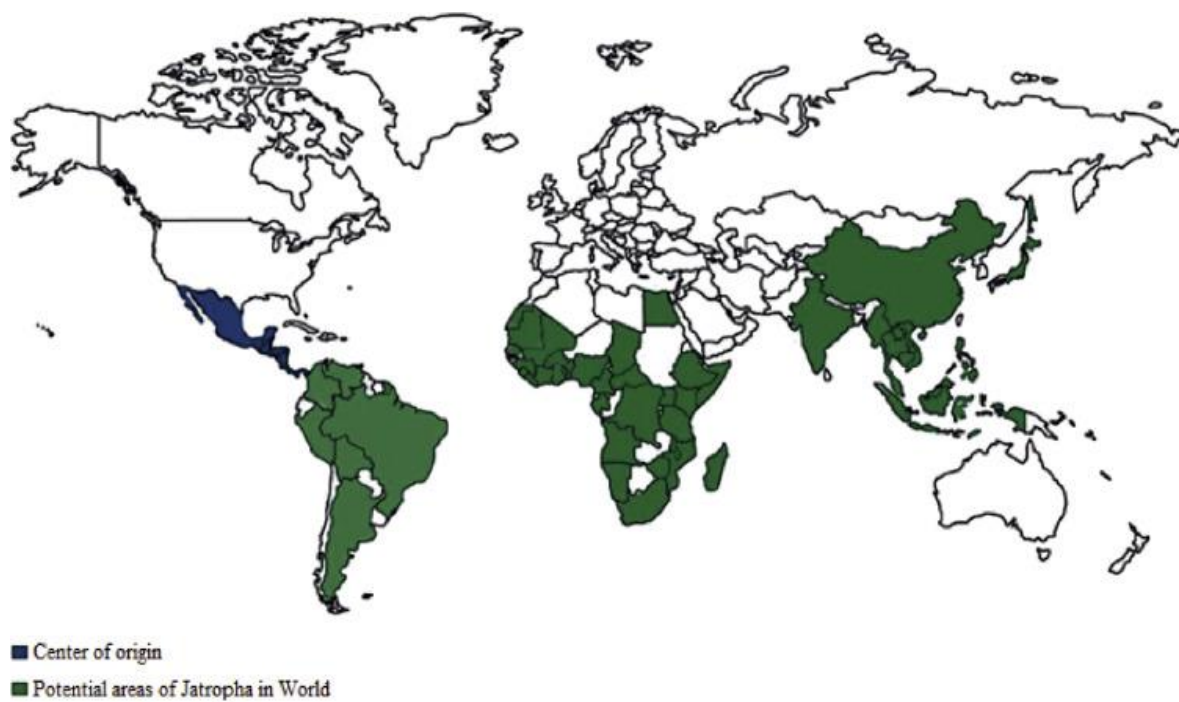 Center of origin
Potential areas of Jatropha in World